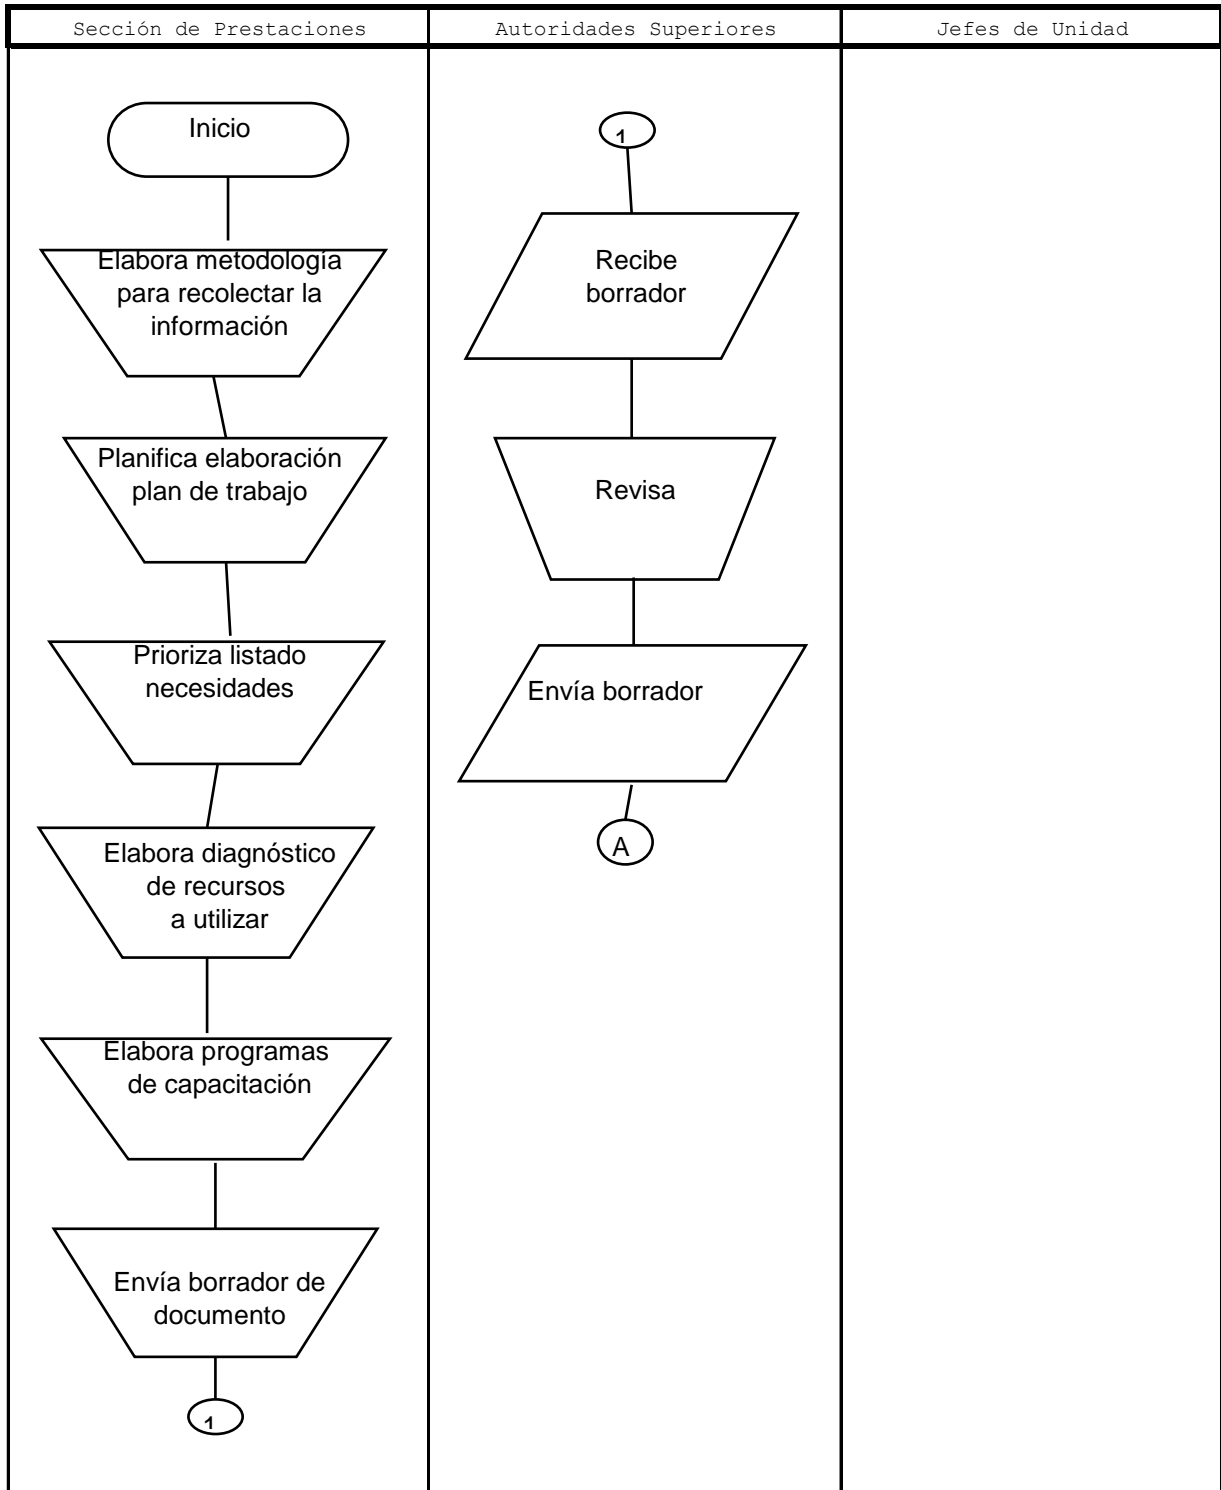 Sección de Prestaciones
Autoridades Superiores
Jefes de Unidad
Inicio
Elabora metodología
para recolectar la
información
Planifica elaboración
plan de trabajo
Prioriza listado
necesidades
Elabora diagnóstico
de recursos
a utilizar
Elabora programas
de capacitación
Envía borrador de
documento
1
1
Recibe
borrador
Revisa
Envía borrador
A